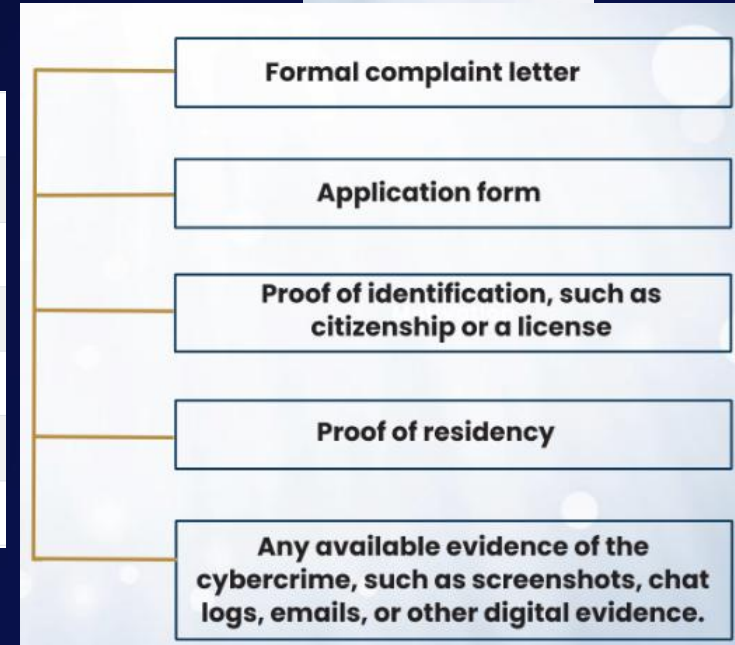 Formal complaint letter
Application form
Proof of identification, such as
citizenship or a license
Proof of residency
Any available evidence of the
cybercrime, such as screenshots, chat
logs, emails, or other digital evidence.